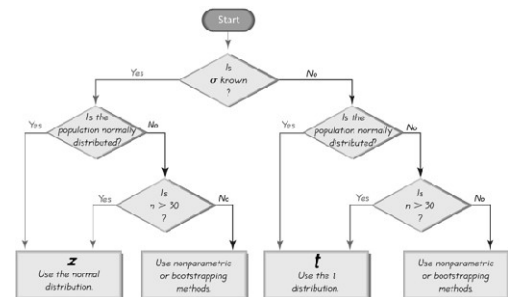 Start
Is
σ known
?
Yes
No
Is the
population normally
distributed?
Yes
No
Is the
population normally
distributed?
Yes
No
Is
n > 30
?
Yes
No
Is
n > 30
?
Yes
No
z
Use the normal
distribution.
Use nonparametric
or bootstrapping
methods.
t
Use the t
distribution.
Use nonparametric
or bootstrapping
methods.